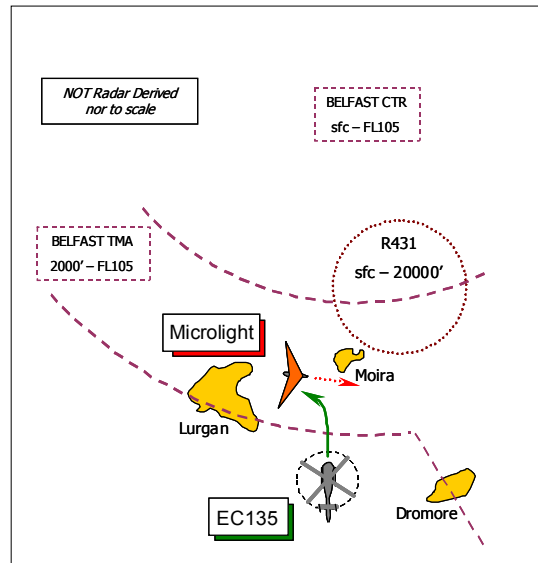 NOT Radar Derived
nor to scale
BELFAST CTR
sfc – FL105
BELFAST TMA
2000' – FL105
R431
sfc – 20000'
Microlight
Moira
Lurgan
EC135
Dromore